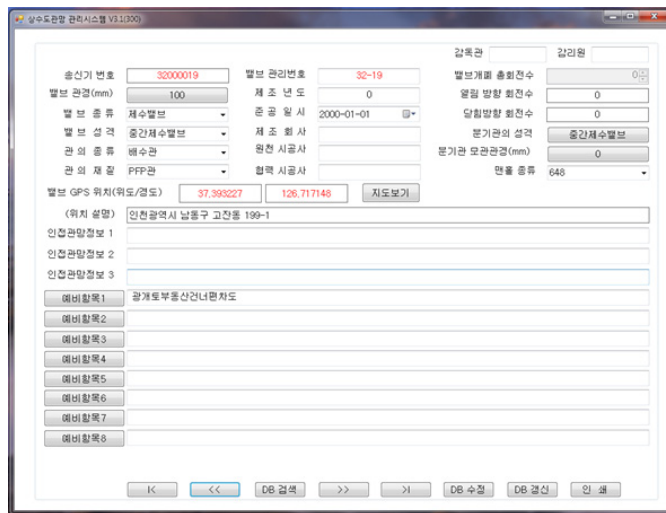 상수도관망 관리시스템 V3.1(300)
감독관 감리원
송신기 번호 32000019 밸브 관리번호 32-19 밸브개폐 총회전수 0
밸브 관경(mm) 100 제 조 년 도 0 열림 방향 회전수 0
밸 브 종 류 제수밸브 준 공 일 시 2000-01-01 닫힘방향 회전수 0
밸 브 성 격 중간제수밸브 제 조 회 사 분기관의 성격 중간제수밸브
관 의 종 류 배수관 원천 시공사 분기관 모관관경(mm) 0
관 의 재 질 PFP관 협력 시공사 맨홀 종류 648
밸브 GPS 위치(위도/경도) 37,393227 126,717148 지도보기
(위치 설명) 인천광역시 남동구 고잔동 199-1
인접관망정보 1
인접관망정보 2
인접관망정보 3
예비항목1 광개토부동산건너편차도
예비항목2
예비항목3
예비항목4
예비항목5
예비항목6
예비항목7
예비항목8
|< << DB 검색 >> >| DB 수정 DB 갱신 인 쇄